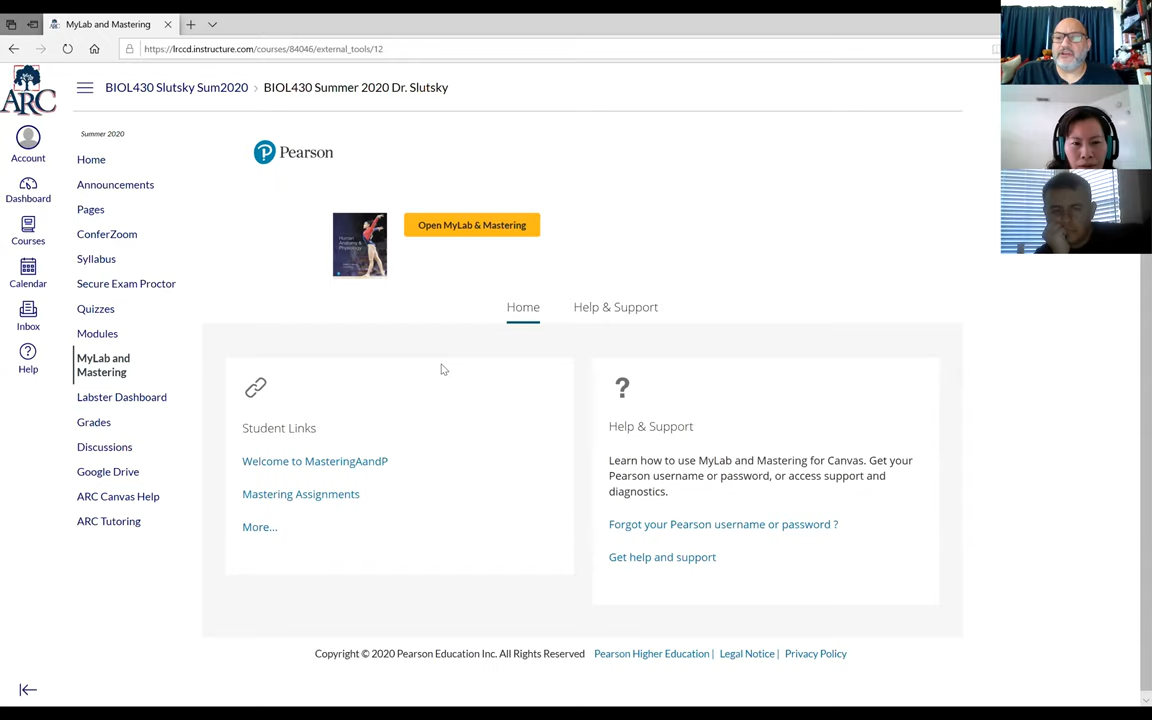 MyLab and Mastering
https://lrccd.instructure.com/courses/84046/external_tools/12
ARC
BIOL430 Slutsky Sum2020 > BIOL430 Summer 2020 Dr. Slutsky
Account
Dashboard
Courses
Calendar
Inbox
Help
Summer 2020
Home
Announcements
Pages
ConferZoom
Syllabus
Secure Exam Proctor
Quizzes
Modules
MyLab and
Mastering
Labster Dashboard
Grades
Discussions
Google Drive
ARC Canvas Help
ARC Tutoring
Pearson
Human
Anatomy &
Physiology
Open MyLab & Mastering
Home
Help & Support
Student Links
Welcome to MasteringAandP
Mastering Assignments
More...
?
Help & Support
Learn how to use MyLab and Mastering for Canvas. Get your
Pearson username or password, or access support and
diagnostics.
Forgot your Pearson username or password ?
Get help and support
Copyright © 2020 Pearson Education Inc. All Rights Reserved Pearson Higher Education | Legal Notice | Privacy Policy